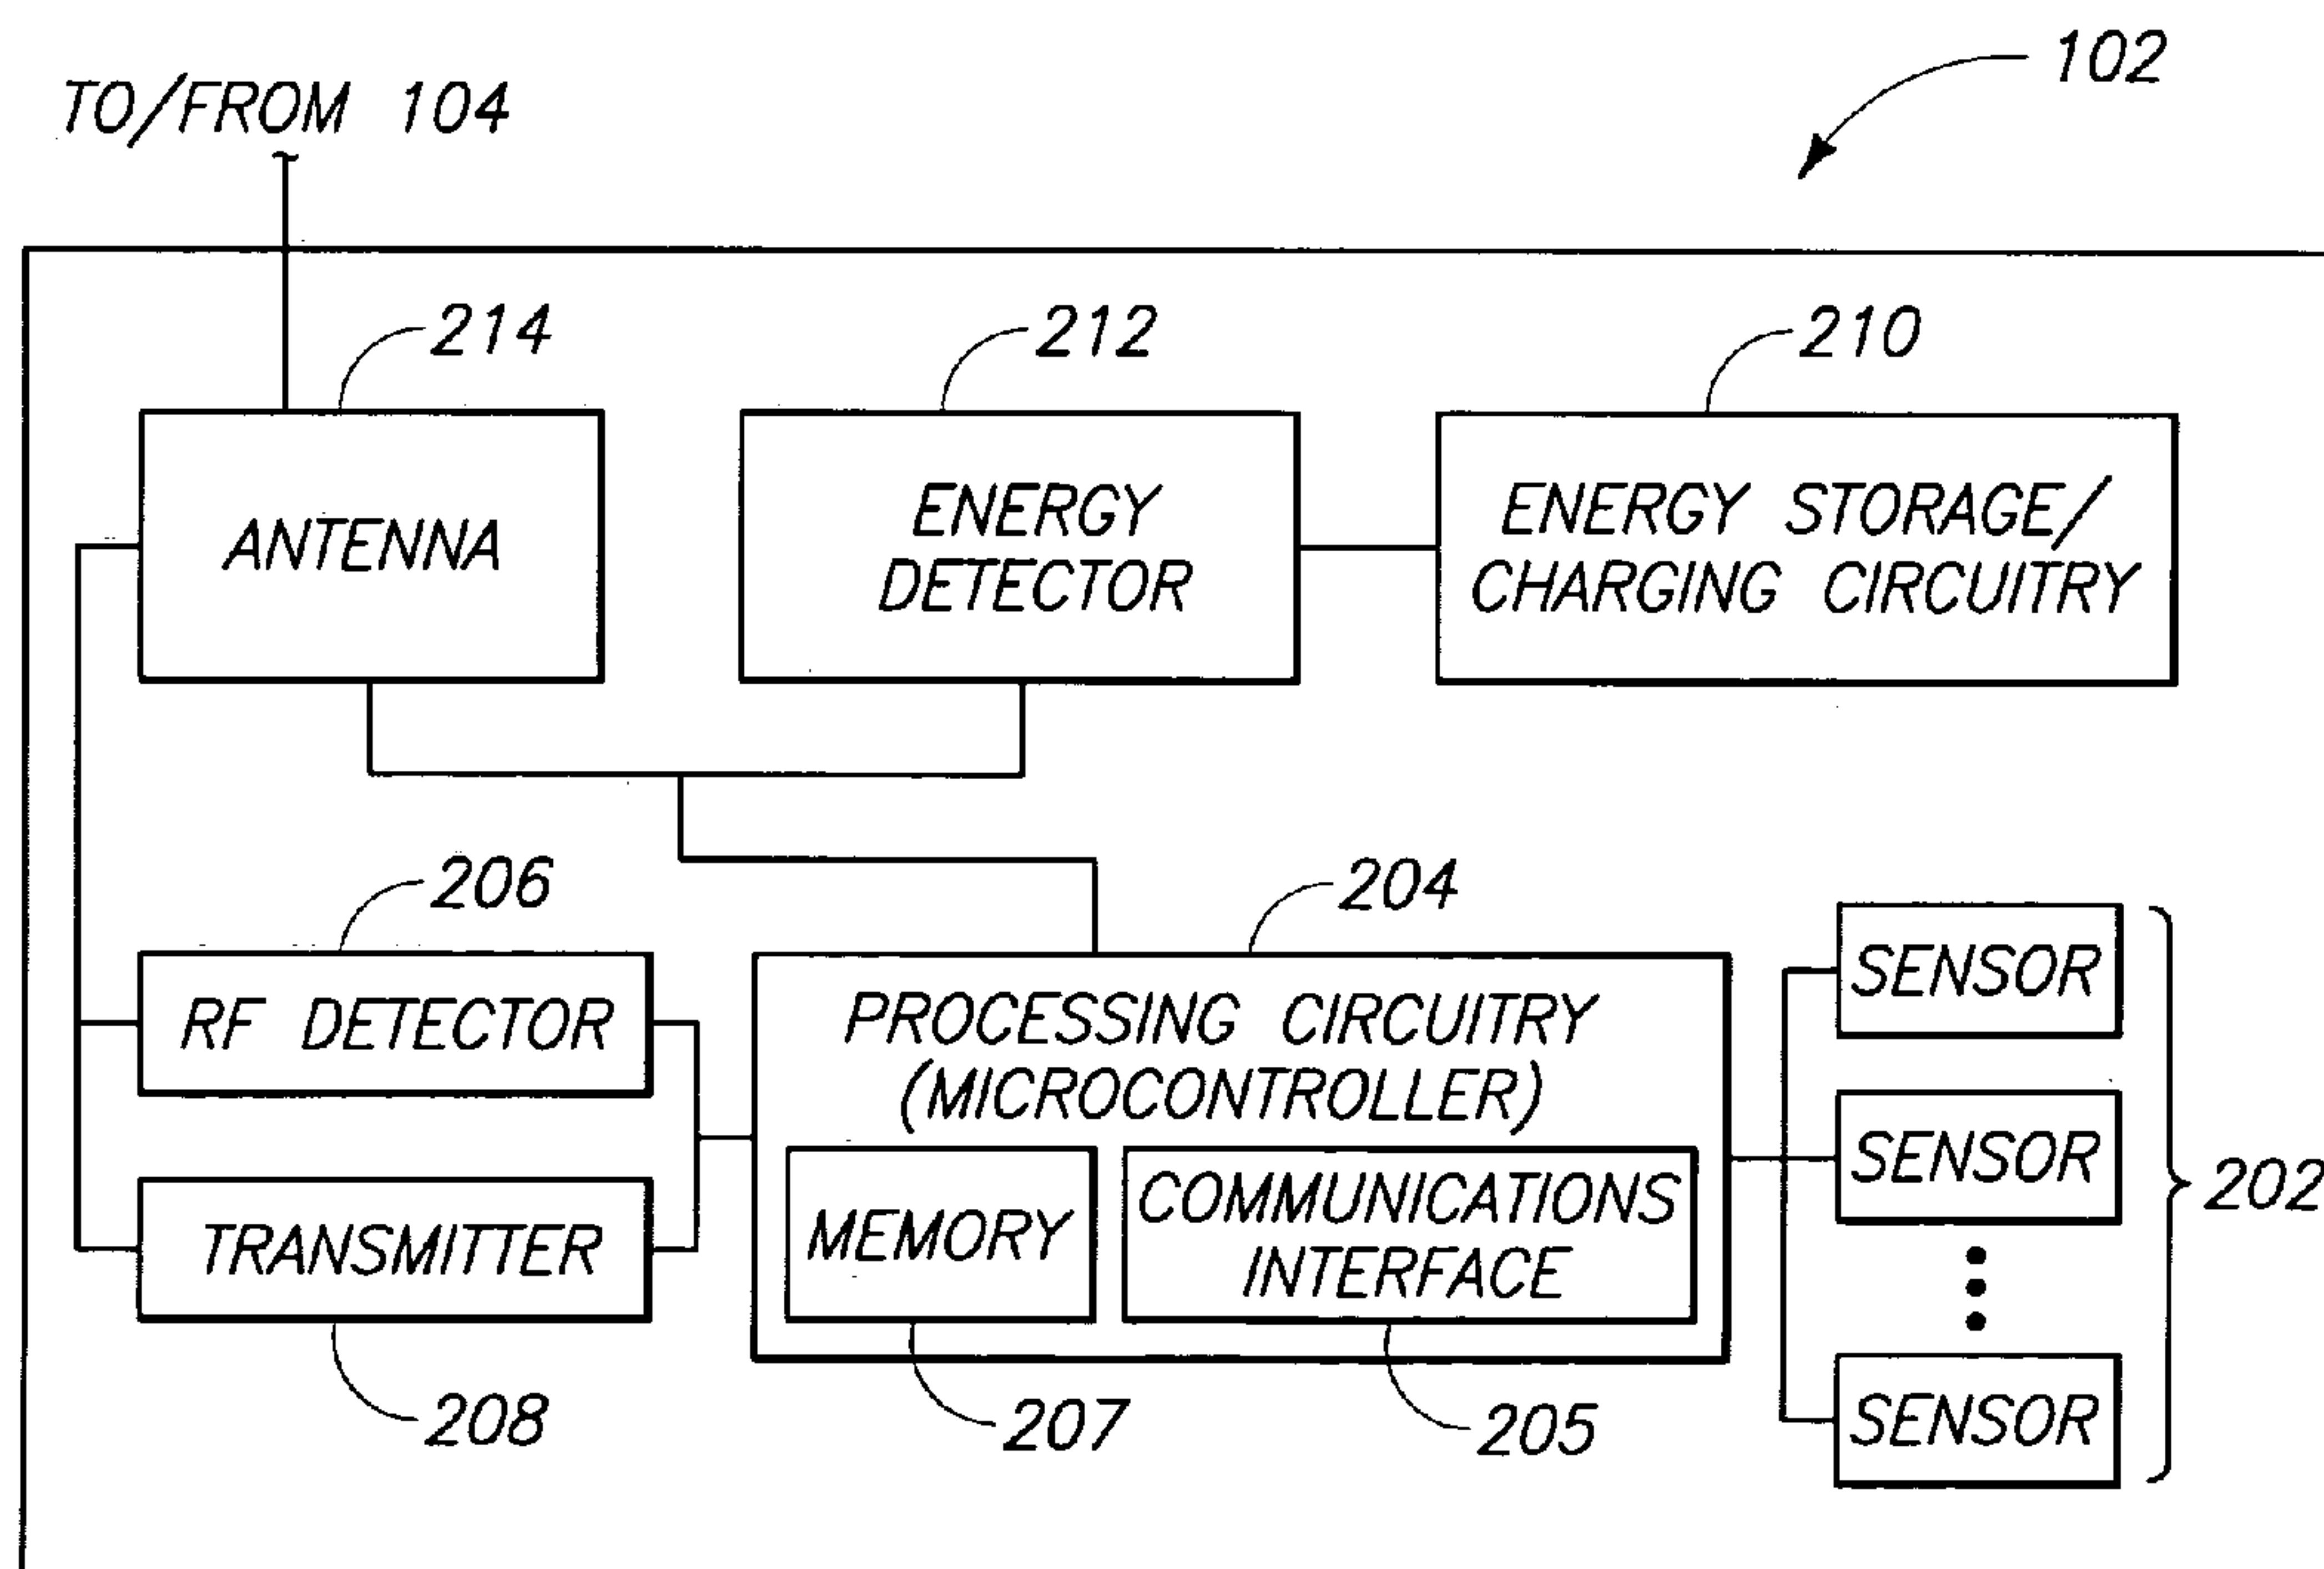 102
TO/FROM 104
214
212
210
ANTENNA
ENERGY
DETECTOR
ENERGY STORAGE/
CHARGING CIRCUITRY
206
204
RF DETECTOR
PROCESSING CIRCUITRY
(MICROCONTROLLER)
MEMORY
COMMUNICATIONS
INTERFACE
TRANSMITTER
208
207
205
SENSOR
SENSOR
SENSOR
202